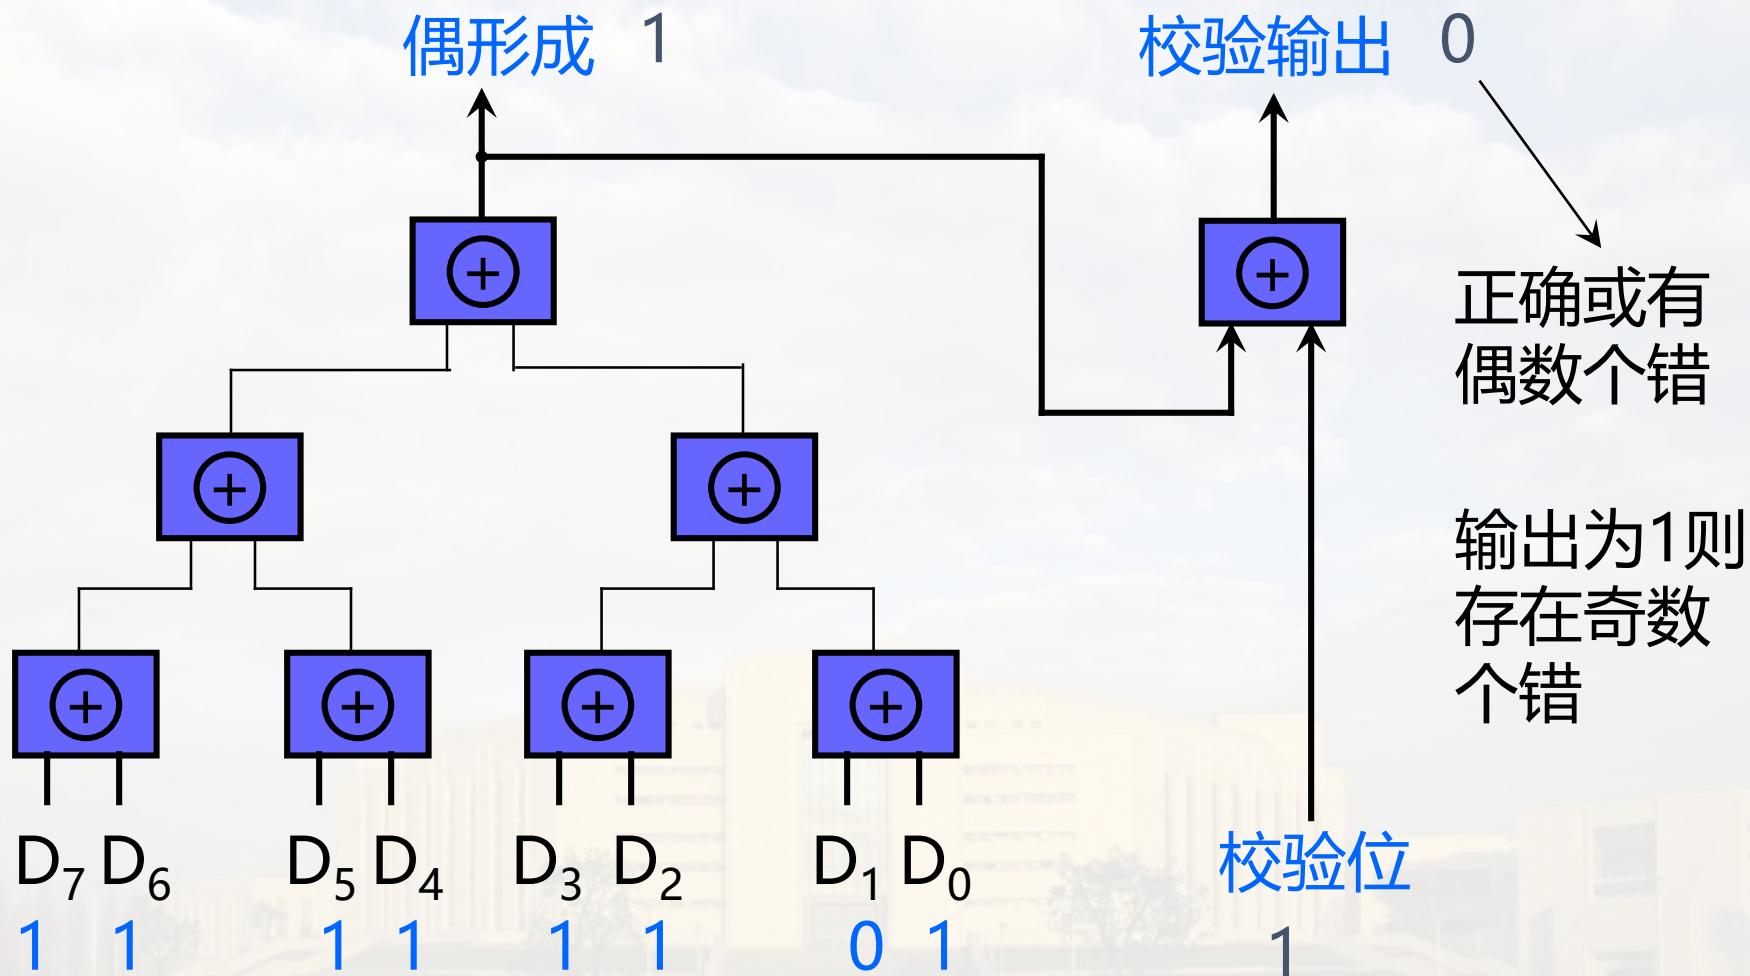 偶形成 1
校验输出 0
正确或有
偶数个错
输出为1则
存在奇数
个错
D7 D6 D5 D4 D3 D2 D1 D0
校验位
1 1 1 1 1 1 0 1
1